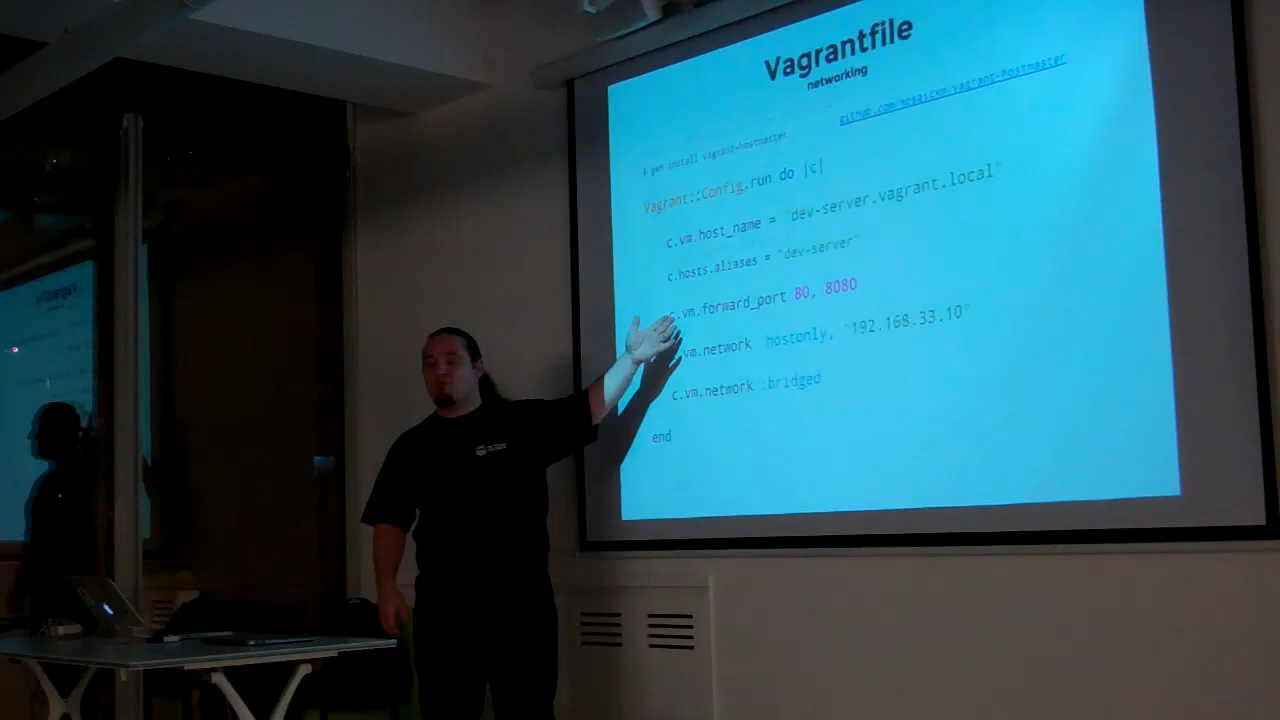 Vagrantfile
networking
github.com/mosaicxm/vagrant-hostmaster
$ gem install vagrant-hostmaster
Vagrant::Config.run do |c|
c.vm.host_name = "dev-server.vagrant.local"
c.hosts.aliases = "dev-server"
c.vm.forward_port 80, 8080
vm.network hostonly, "192.168.33.10"
c.vm.network :bridged
end